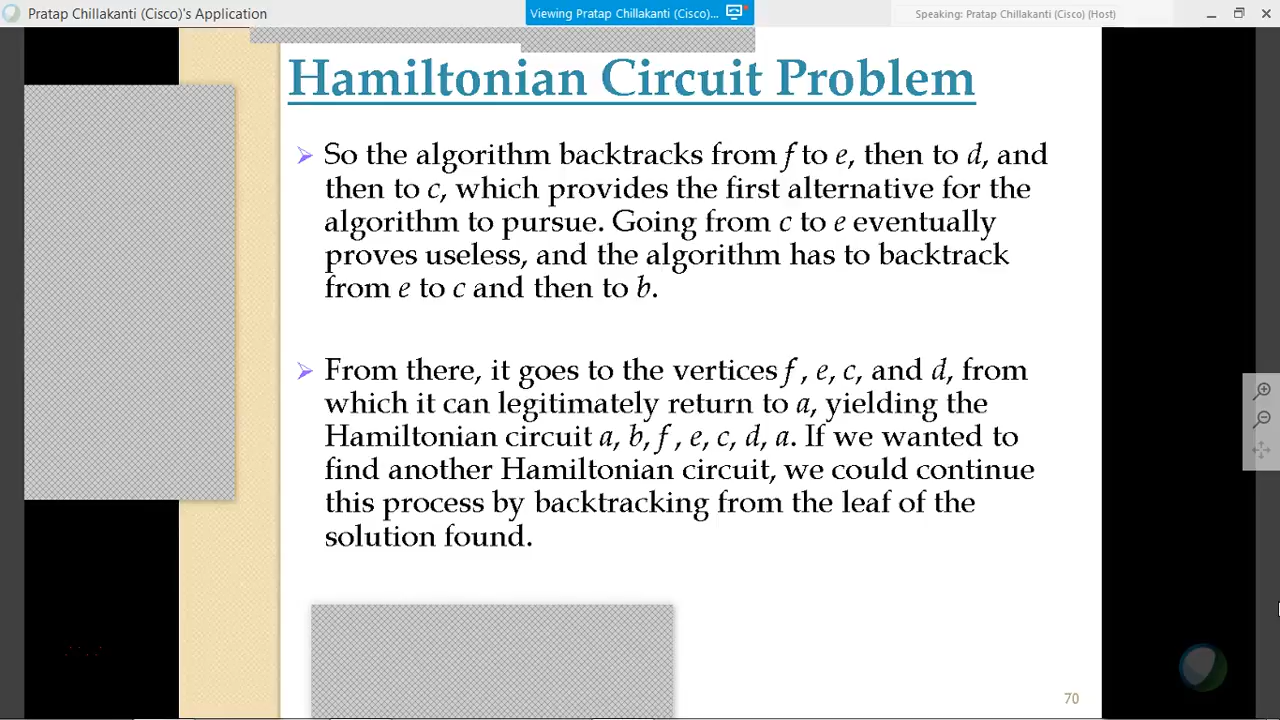 Pratap Chillakanti (Cisco)'s Application
Viewing Pratap Chillakanti (Cisco)...
Speaking: Pratap Chillakanti (Cisco) (Host)
Hamiltonian Circuit Problem
So the algorithm backtracks from f to e, then to d, and
then to c, which provides the first alternative for the
algorithm to pursue. Going from c to e eventually
proves useless, and the algorithm has to backtrack
from e to c and then to b.
From there, it goes to the vertices f , e, c, and d, from
which it can legitimately return to a, yielding the
Hamiltonian circuit a, b, f , e, c, d, a. If we wanted to
find another Hamiltonian circuit, we could continue
this process by backtracking from the leaf of the
solution found.
70